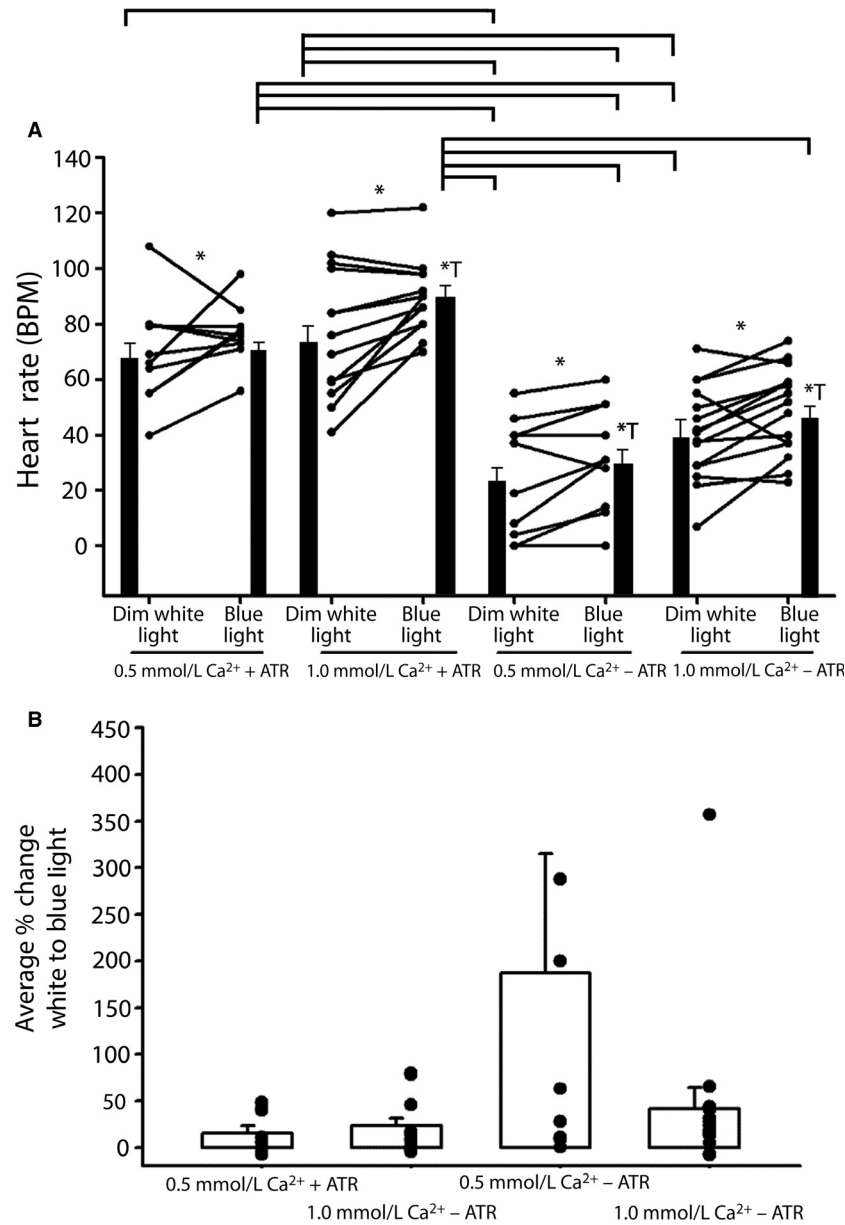 A
140
120
100
80
60
40
20
0
Heart rate (BPM)
*
*
*T
*
*T
*
*T
Dim white light
Blue light
Dim white light
Blue light
Dim white light
Blue light
Dim white light
Blue light
0.5 mmol/L Ca²⁺ + ATR
1.0 mmol/L Ca²⁺ + ATR
0.5 mmol/L Ca²⁺ – ATR
1.0 mmol/L Ca²⁺ – ATR
B
450
400
350
300
250
200
150
100
50
0
Average % change
white to blue light
0.5 mmol/L Ca²⁺ + ATR
1.0 mmol/L Ca²⁺ – ATR
0.5 mmol/L Ca²⁺ – ATR
1.0 mmol/L Ca²⁺ – ATR